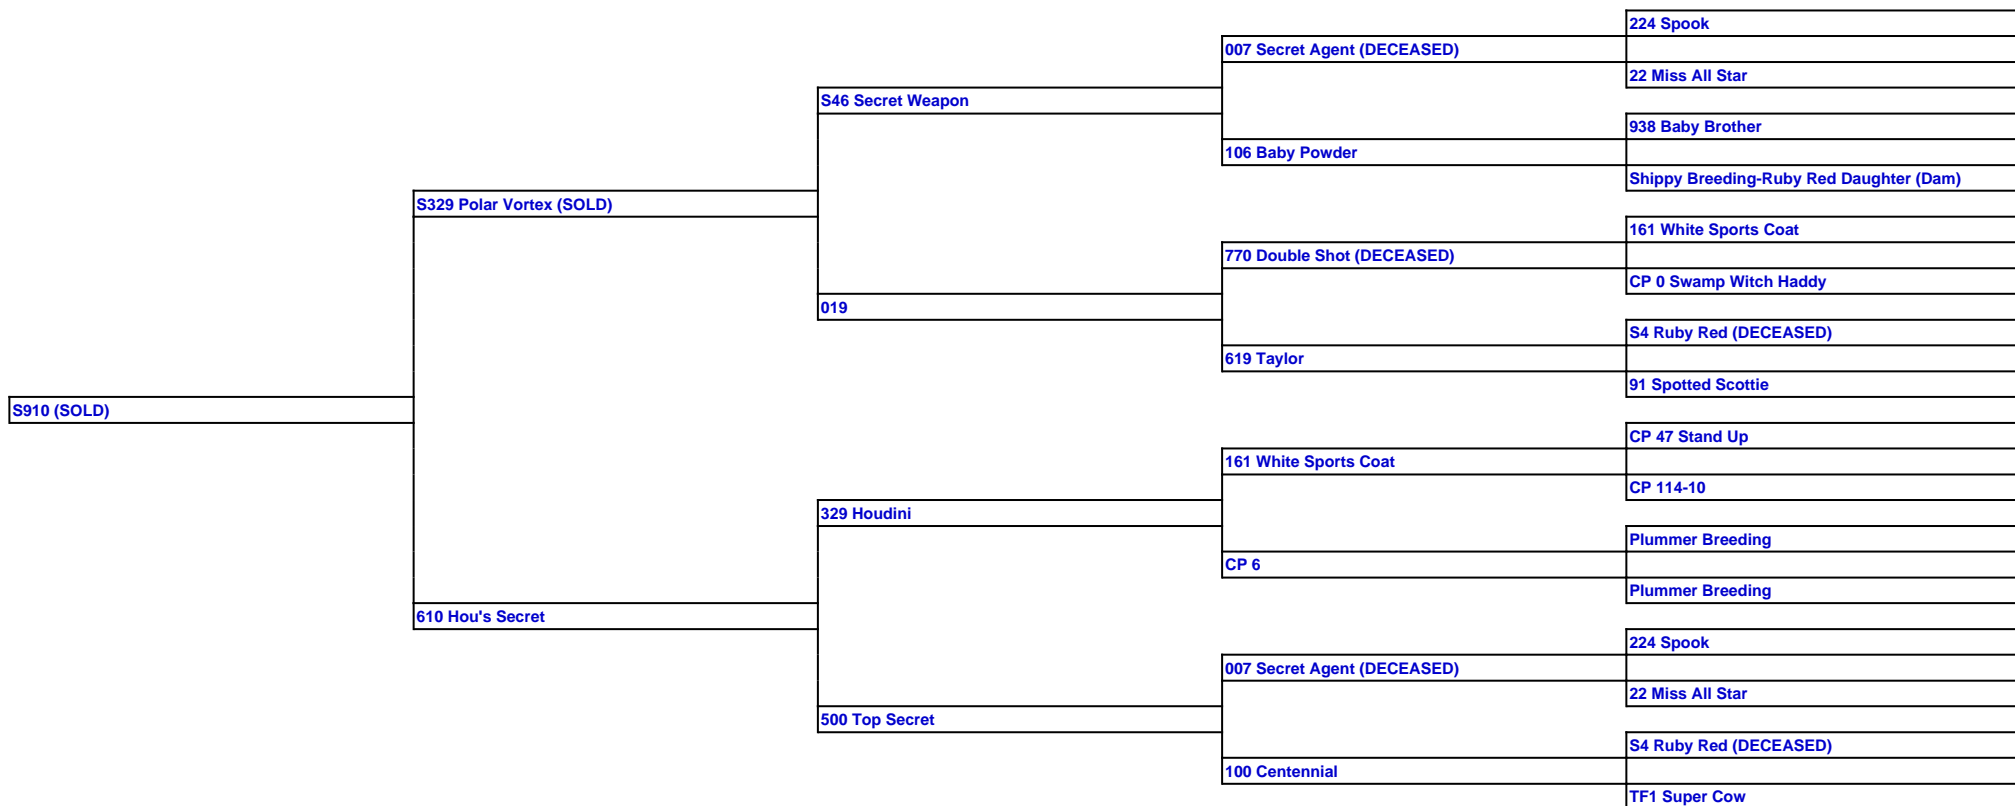 224 Spook
007 Secret Agent (DECEASED)
22 Miss All Star
S46 Secret Weapon
938 Baby Brother
106 Baby Powder
Shippy Breeding-Ruby Red Daughter (Dam)
S329 Polar Vortex (SOLD)
161 White Sports Coat
770 Double Shot (DECEASED)
CP 0 Swamp Witch Haddy
019
S4 Ruby Red (DECEASED)
619 Taylor
91 Spotted Scottie
S910 (SOLD)
CP 47 Stand Up
161 White Sports Coat
CP 114-10
329 Houdini
Plummer Breeding
CP 6
Plummer Breeding
610 Hou's Secret
224 Spook
007 Secret Agent (DECEASED)
22 Miss All Star
500 Top Secret
S4 Ruby Red (DECEASED)
100 Centennial
TF1 Super Cow